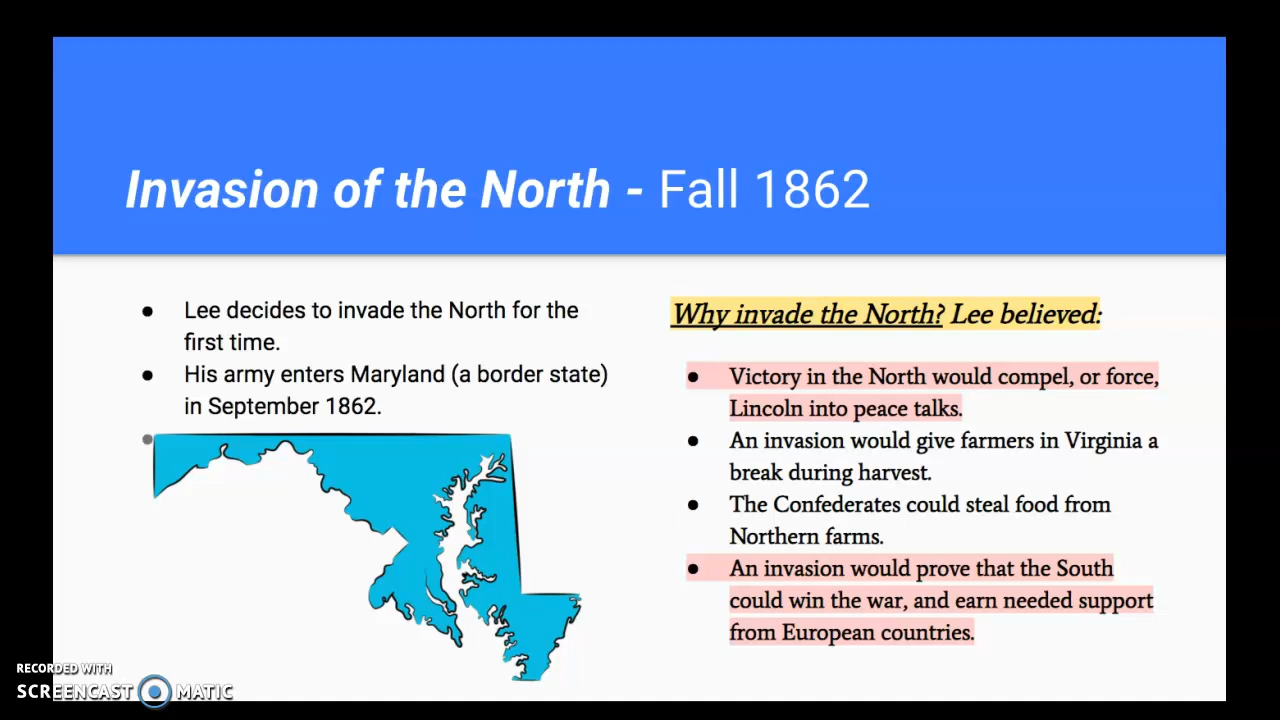 Invasion of the North - Fall 1862
● Lee decides to invade the North for the
first time.
● His army enters Maryland (a border state)
in September 1862.
●
Why invade the North? Lee believed:
● Victory in the North would compel, or force,
Lincoln into peace talks.
● An invasion would give farmers in Virginia a
break during harvest.
● The Confederates could steal food from
Northern farms.
● An invasion would prove that the South
could win the war, and earn needed support
from European countries.
RECORDED WITH
SCREENCAST MATIC